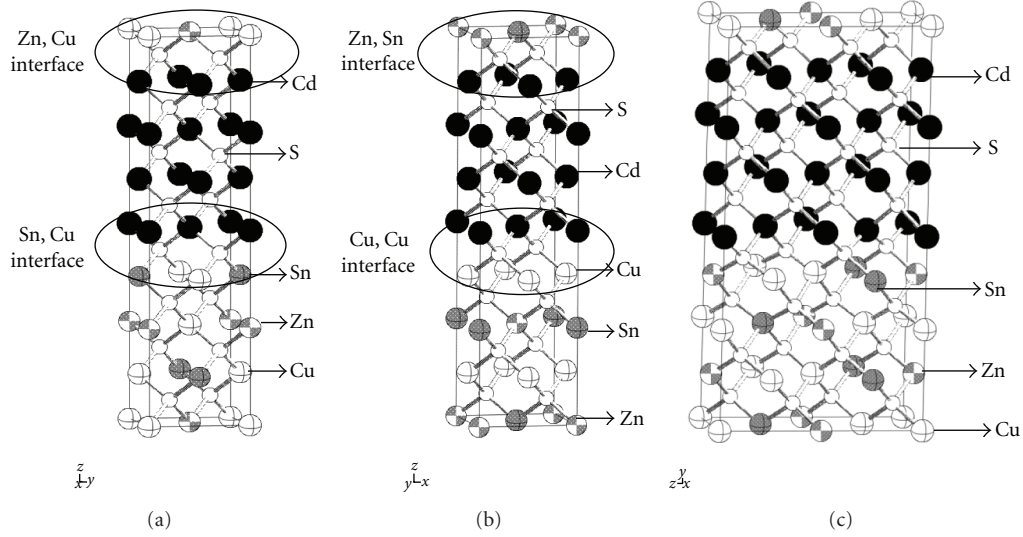 Zn, Cu
interface
Cd
S
Sn, Cu
interface
Sn
Zn
Cu
z
x y
(a)
Zn, Sn
interface
S
Cd
Cu, Cu
interface
Cu
Sn
Zn
z
y x
(b)
Cd
S
Sn
Zn
Cu
y
z x
(c)